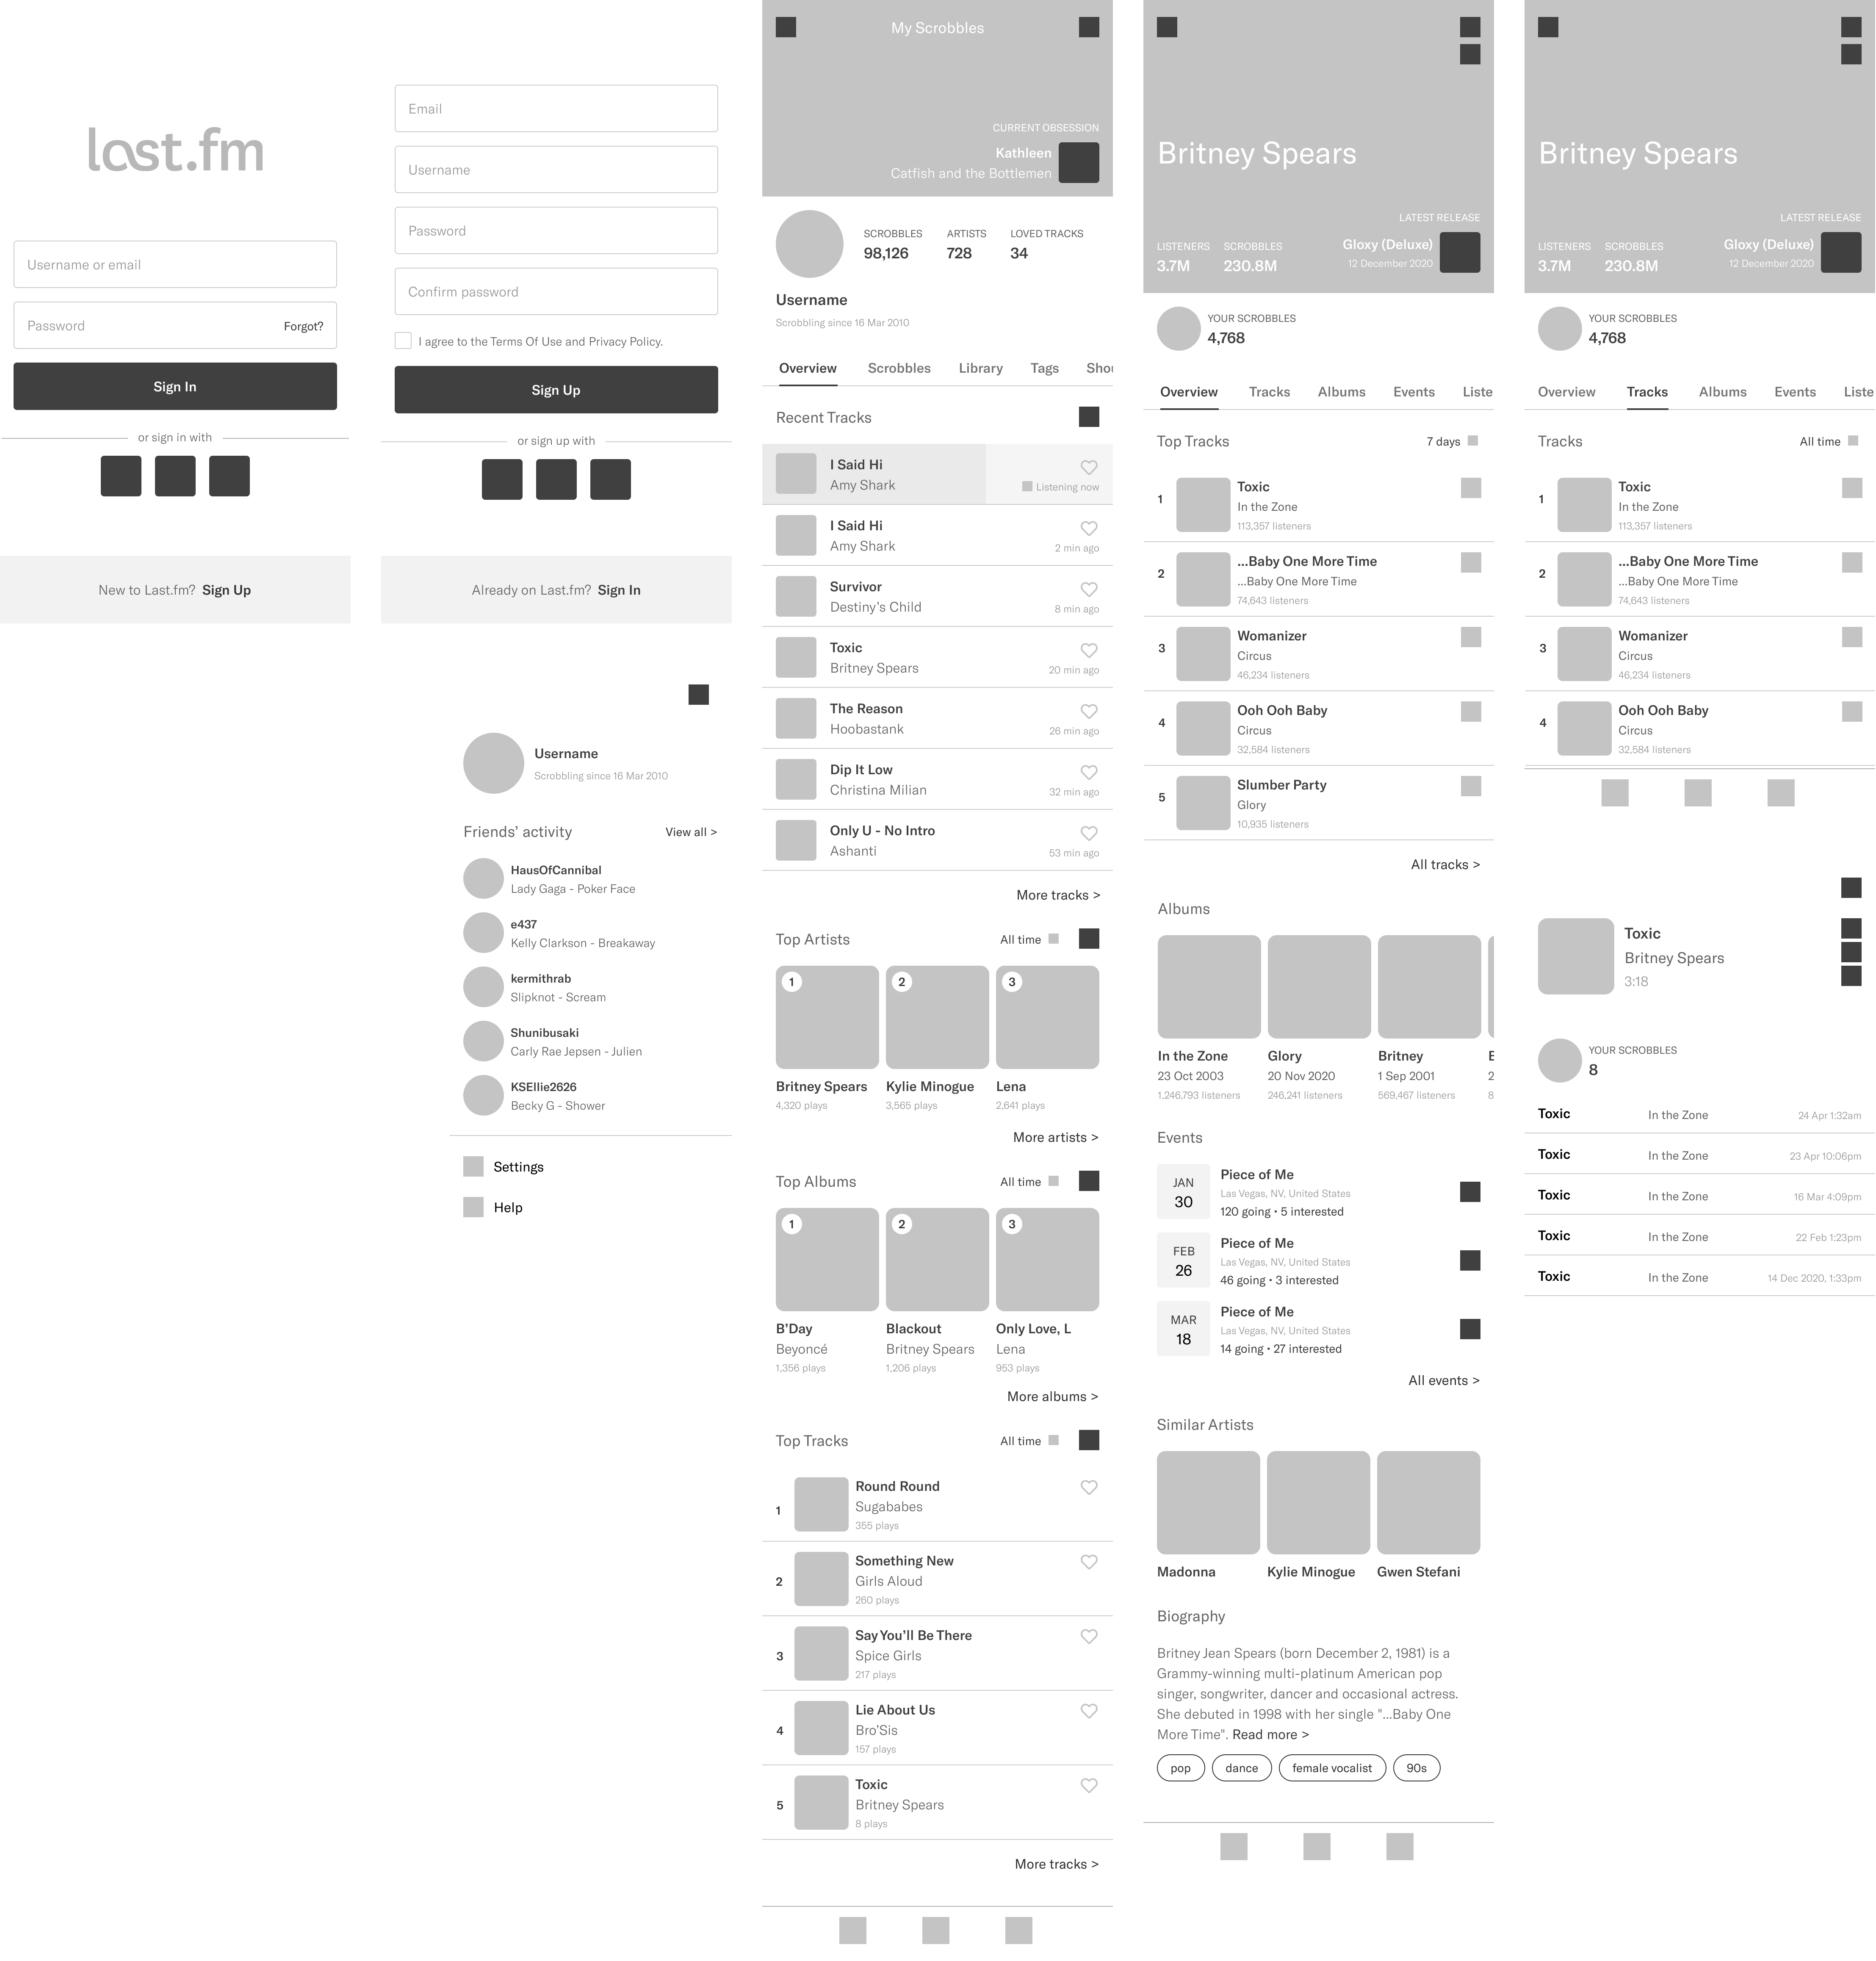 last.fm
Username or email
Password
Forgot?
Sign In
or sign in with
New to Last.fm? Sign Up
Email
Username
Password
Confirm password
I agree to the Terms Of Use and Privacy Policy.
Sign Up
or sign up with
Already on Last.fm? Sign In
Username
Scrobbling since 16 Mar 2010
Friends’ activity
View all >
HausOfCannibal
Lady Gaga - Poker Face
e437
Kelly Clarkson - Breakaway
kermithrab
Slipknot - Scream
Shunibusaki
Carly Rae Jepsen - Julien
KSEllie2626
Becky G - Shower
Settings
Help
My Scrobbles
CURRENT OBSESSION
Kathleen
Catfish and the Bottlemen
SCROBBLES ARTISTS LOVED TRACKS
98,126 728 34
Username
Scrobbling since 16 Mar 2010
Overview Scrobbles Library Tags Shou
Recent Tracks
I Said Hi
Amy Shark
Listening now
I Said Hi
Amy Shark
2 min ago
Survivor
Destiny’s Child
8 min ago
Toxic
Britney Spears
20 min ago
The Reason
Hoobastank
26 min ago
Dip It Low
Christina Milian
32 min ago
Only U - No Intro
Ashanti
53 min ago
More tracks >
Top Artists All time
1 2 3
Britney Spears Kylie Minogue Lena
4,320 plays 3,565 plays 2,641 plays
More artists >
Top Albums All time
1 2 3
B’Day Blackout Only Love, L
Beyoncé Britney Spears Lena
1,356 plays 1,206 plays 953 plays
More albums >
Top Tracks All time
1
Round Round
Sugababes
355 plays
2
Something New
Girls Aloud
260 plays
3
Say You’ll Be There
Spice Girls
217 plays
4
Lie About Us
Bro’Sis
157 plays
5
Toxic
Britney Spears
8 plays
More tracks >
Britney Spears
LATEST RELEASE
LISTENERS SCROBBLES Gloxy (Deluxe)
3.7M 230.8M 12 December 2020
YOUR SCROBBLES
4,768
Overview Tracks Albums Events Liste
Top Tracks 7 days
1
Toxic
In the Zone
113,357 listeners
2
...Baby One More Time
...Baby One More Time
74,643 listeners
3
Womanizer
Circus
46,234 listeners
4
Ooh Ooh Baby
Circus
32,584 listeners
5
Slumber Party
Glory
10,935 listeners
All tracks >
Albums
In the Zone Glory Britney
23 Oct 2003 20 Nov 2020 1 Sep 2001 2
1,246,793 listeners 246,241 listeners 569,467 listeners 8
Events
JAN
30
Piece of Me
Las Vegas, NV, United States
120 going • 5 interested
FEB
26
Piece of Me
Las Vegas, NV, United States
46 going • 3 interested
MAR
18
Piece of Me
Las Vegas, NV, United States
14 going • 27 interested
All events >
Similar Artists
Madonna Kylie Minogue Gwen Stefani
Biography
Britney Jean Spears (born December 2, 1981) is a
Grammy-winning multi-platinum American pop
singer, songwriter, dancer and occasional actress.
She debuted in 1998 with her single "...Baby One
More Time". Read more >
pop dance female vocalist 90s
Britney Spears
LATEST RELEASE
LISTENERS SCROBBLES Gloxy (Deluxe)
3.7M 230.8M 12 December 2020
YOUR SCROBBLES
4,768
Overview Tracks Albums Events Liste
Tracks All time
1
Toxic
In the Zone
113,357 listeners
2
...Baby One More Time
...Baby One More Time
74,643 listeners
3
Womanizer
Circus
46,234 listeners
4
Ooh Ooh Baby
Circus
32,584 listeners
Toxic
Britney Spears
3:18
YOUR SCROBBLES
8
Toxic In the Zone 24 Apr 1:32am
Toxic In the Zone 23 Apr 10:06pm
Toxic In the Zone 16 Mar 4:09pm
Toxic In the Zone 22 Feb 1:23pm
Toxic In the Zone 14 Dec 2020, 1:33pm